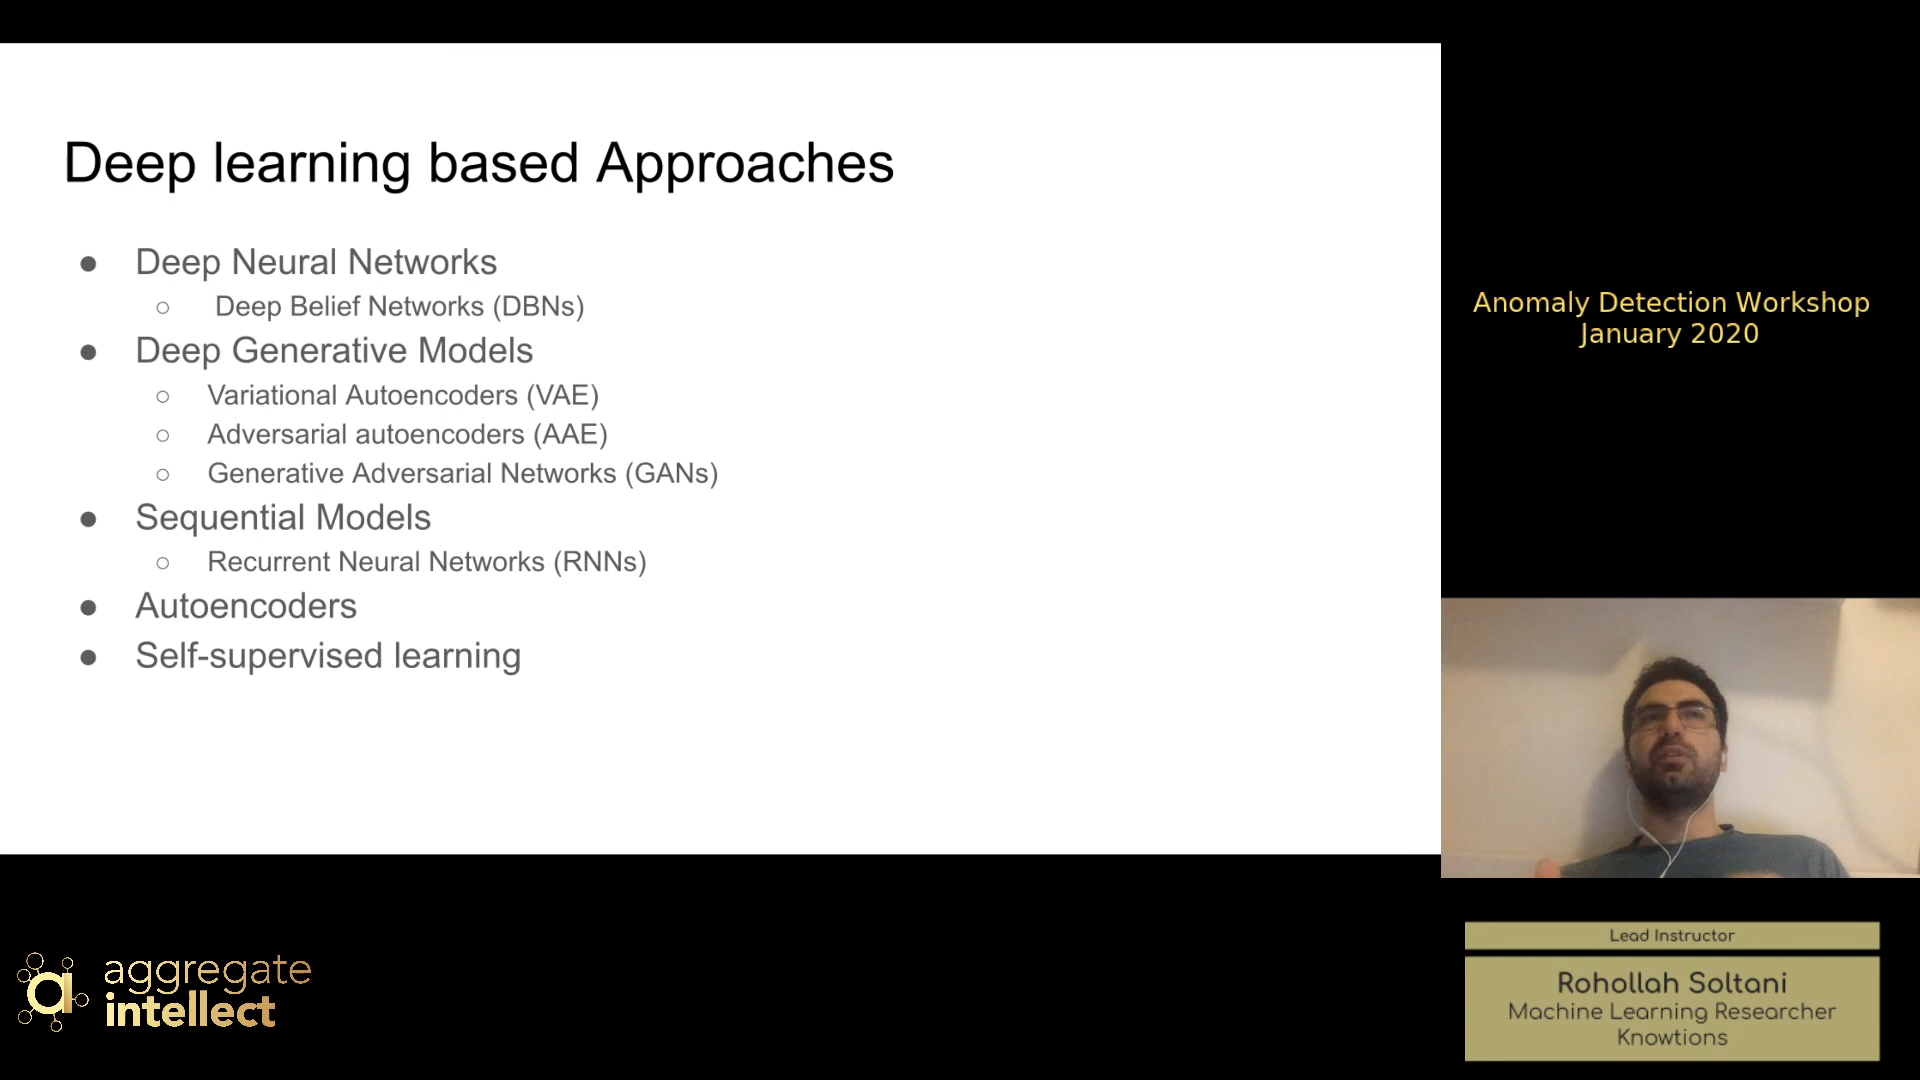 Deep learning based Approaches
● Deep Neural Networks
○ Deep Belief Networks (DBNs)
● Deep Generative Models
○ Variational Autoencoders (VAE)
○ Adversarial autoencoders (AAE)
○ Generative Adversarial Networks (GANs)
● Sequential Models
○ Recurrent Neural Networks (RNNs)
● Autoencoders
● Self-supervised learning
Anomaly Detection Workshop
January 2020
aggregate
intellect
Lead Instructor
Rohollah Soltani
Machine Learning Researcher
Knowtions